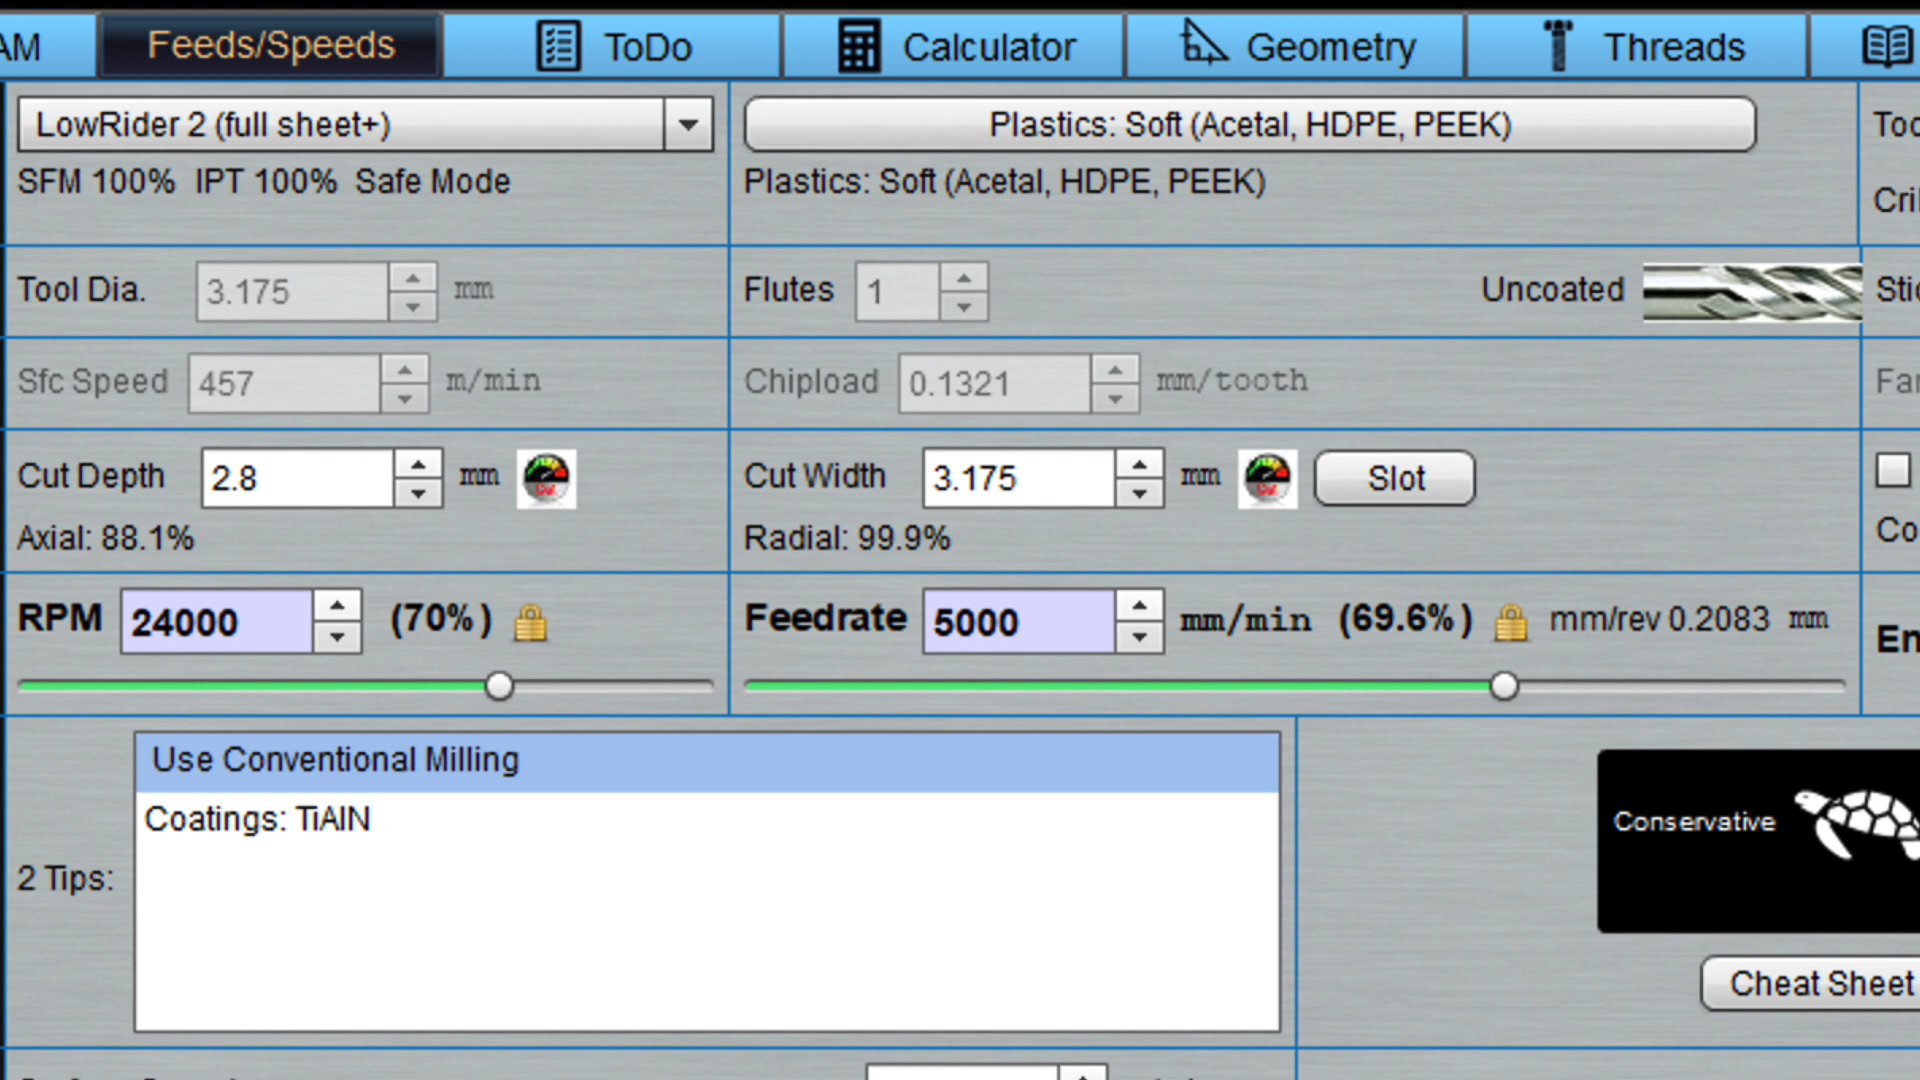 AM Feeds/Speeds ToDo Calculator Geometry Threads
LowRider 2 (full sheet+) Plastics: Soft (Acetal, HDPE, PEEK)
SFM 100% IPT 100% Safe Mode Plastics: Soft (Acetal, HDPE, PEEK)
Tool Dia. 3.175 mm Flutes 1 Uncoated
Sfc Speed 457 m/min Chipload 0.1321 mm/tooth
Cut Depth 2.8 mm Cut Width 3.175 mm Slot
Axial: 88.1% Radial: 99.9%
RPM 24000 (70%) Feedrate 5000 mm/min (69.6%) mm/rev 0.2083 mm
Use Conventional Milling
Coatings: TiAlN
2 Tips:
Conservative
Cheat Sheet